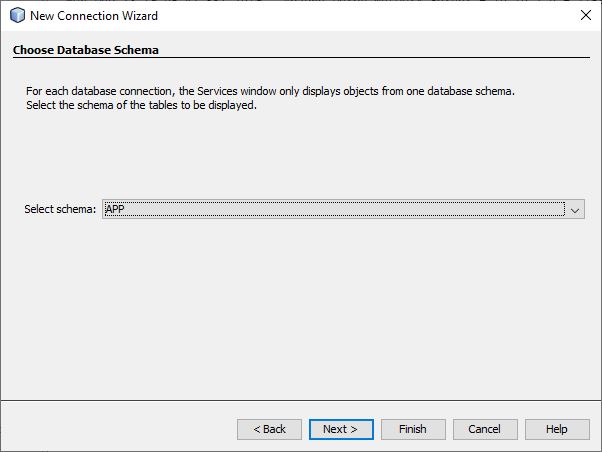 New Connection Wizard
Choose Database Schema
For each database connection, the Services window only displays objects from one database schema.
Select the schema of the tables to be displayed.
Select schema: APP
< Back Next > Finish Cancel Help